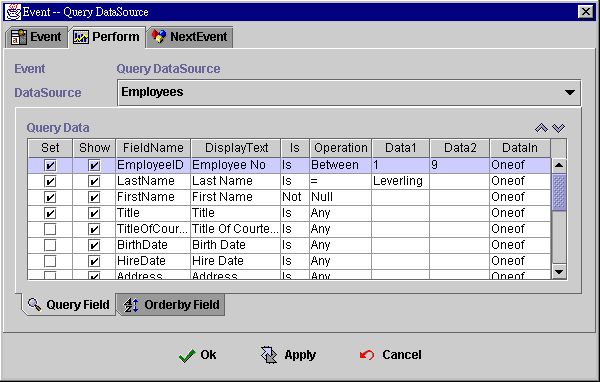 Event -- Query DataSource
Event Perform NextEvent
Event Query DataSource
DataSource Employees
Query Data
Set Show FieldName DisplayText Is Operation Data1 Data2 DataIn
EmployeeID Employee No Is Between 1 9 Oneof
LastName Last Name Is = Leverling Oneof
FirstName First Name Not Null Oneof
Title Title Is Any Oneof
TitleOfCour... Title Of Courte... Is Any Oneof
BirthDate Birth Date Is Any Oneof
HireDate Hire Date Is Any Oneof
Address Address Is Any Oneof
Query Field Orderby Field
Ok Apply Cancel